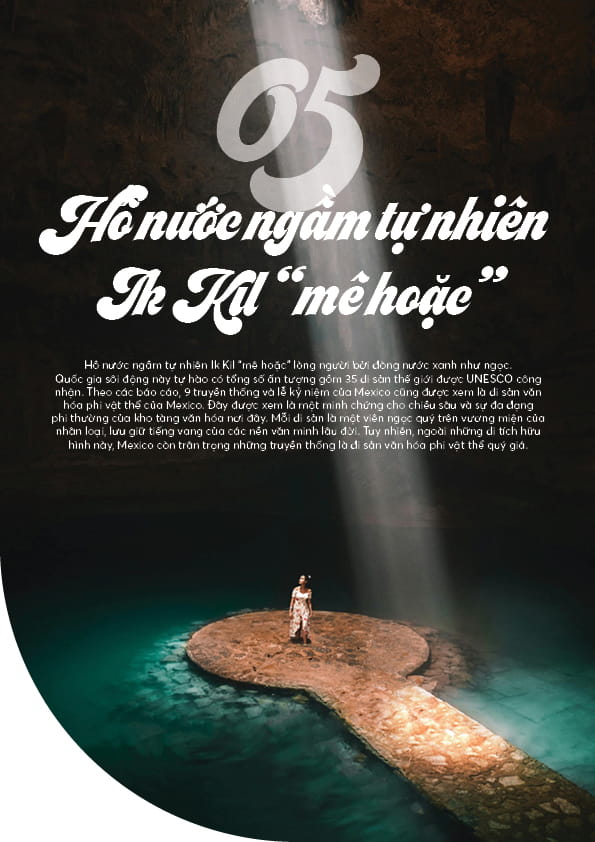 05
Hồ nước ngầm tự nhiên
Ik Kil “mê hoặc”
Hồ nước ngầm tự nhiên Ik Kil “mê hoặc” lòng người bởi dòng nước xanh như ngọc.
Quốc gia sôi động này tự hào có tổng số ấn tượng gồm 35 di sản thế giới được UNESCO công
nhận. Theo các báo cáo, 9 truyền thống và lễ kỷ niệm của Mexico cũng được xem là di sản văn
hóa phi vật thể của Mexico. Đây được xem là một minh chứng cho chiều sâu và sự đa dạng
phi thường của kho tàng văn hóa nơi đây. Mỗi di sản là một viên ngọc quý trên vương miện của
nhân loại, lưu giữ tiếng vang của các nền văn minh lâu đời. Tuy nhiên, ngoài những di tích hữu
hình này, Mexico còn trân trọng những truyền thống là di sản văn hóa phi vật thể quý giá.